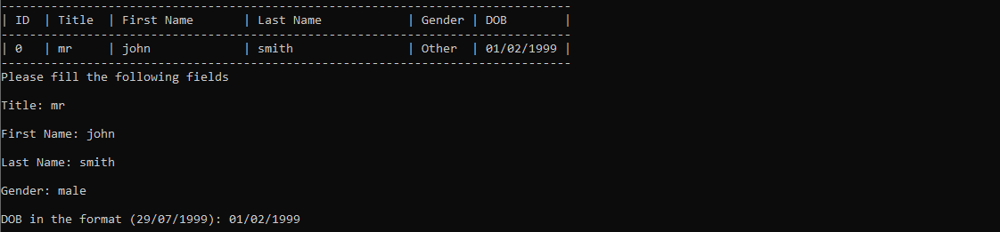 --------------------------------------------------------------------------------
| ID  | Title  | First Name       | Last Name            | Gender | DOB        |
--------------------------------------------------------------------------------
| 0   | mr     | john             | smith                | Other  | 01/02/1999 |
--------------------------------------------------------------------------------
Please fill the following fields
Title: mr
First Name: john
Last Name: smith
Gender: male
DOB in the format (29/07/1999): 01/02/1999